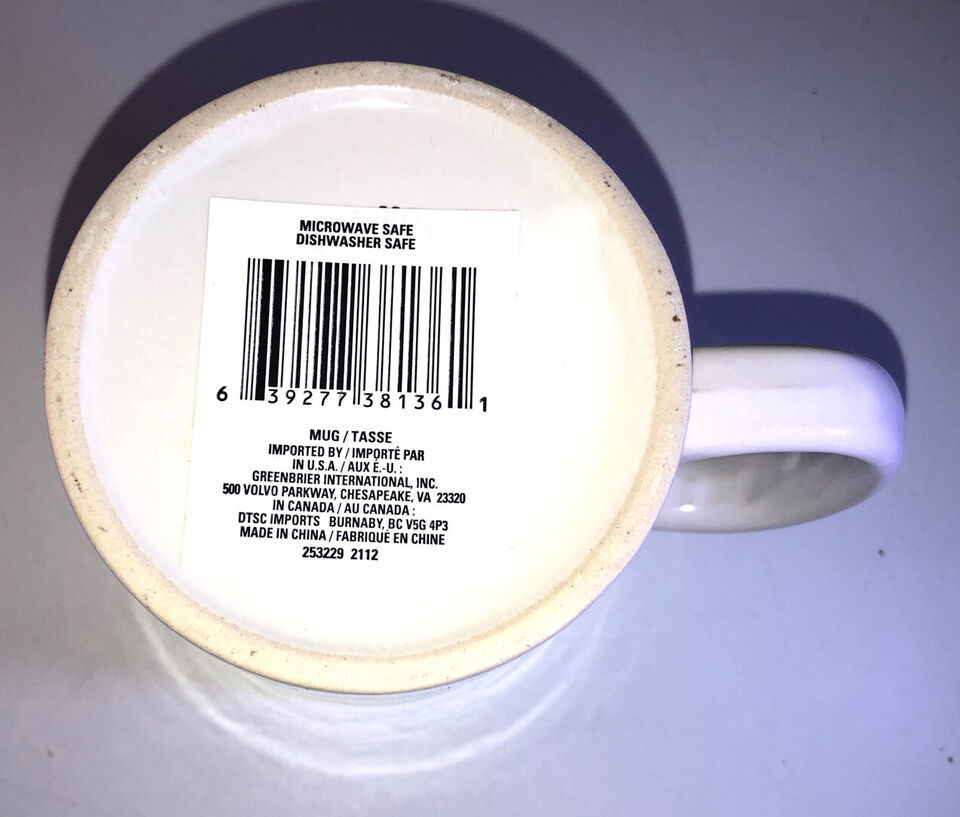 MICROWAVE SAFE
DISHWASHER SAFE
6 39277 38136 1
MUG / TASSE
IMPORTED BY / IMPORTÉ PAR
IN U.S.A. / AUX É.-U. :
GREENBRIER INTERNATIONAL, INC.
500 VOLVO PARKWAY, CHESAPEAKE, VA 23320
IN CANADA / AU CANADA :
DTSC IMPORTS BURNABY, BC V5G 4P3
MADE IN CHINA / FABRIQUÉ EN CHINE
253229 2112